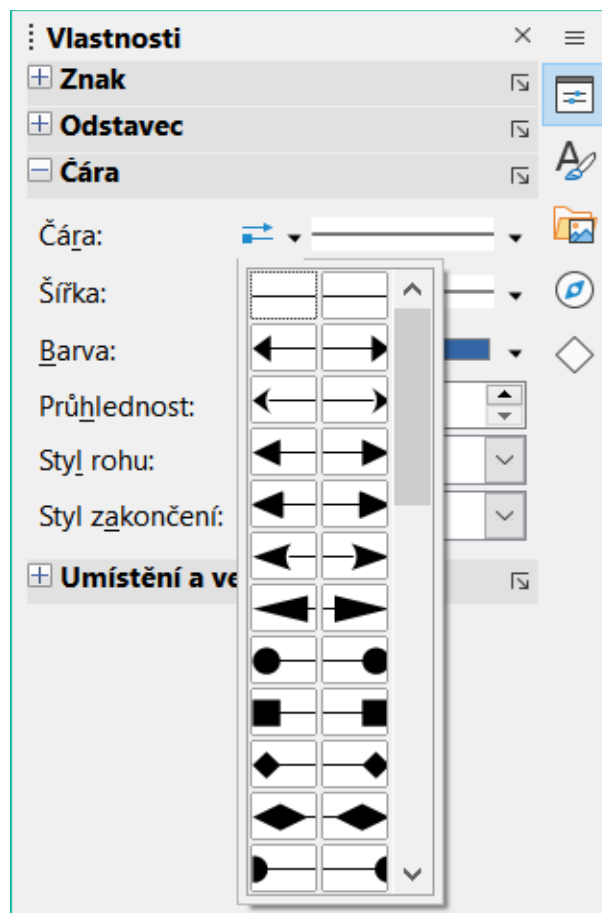 Vlastnosti
Znak
Odstavec
Čára
Čára:
Šířka:
Barva:
Průhlednost:
Styl rohu:
Styl zakončení:
Umístění a ve